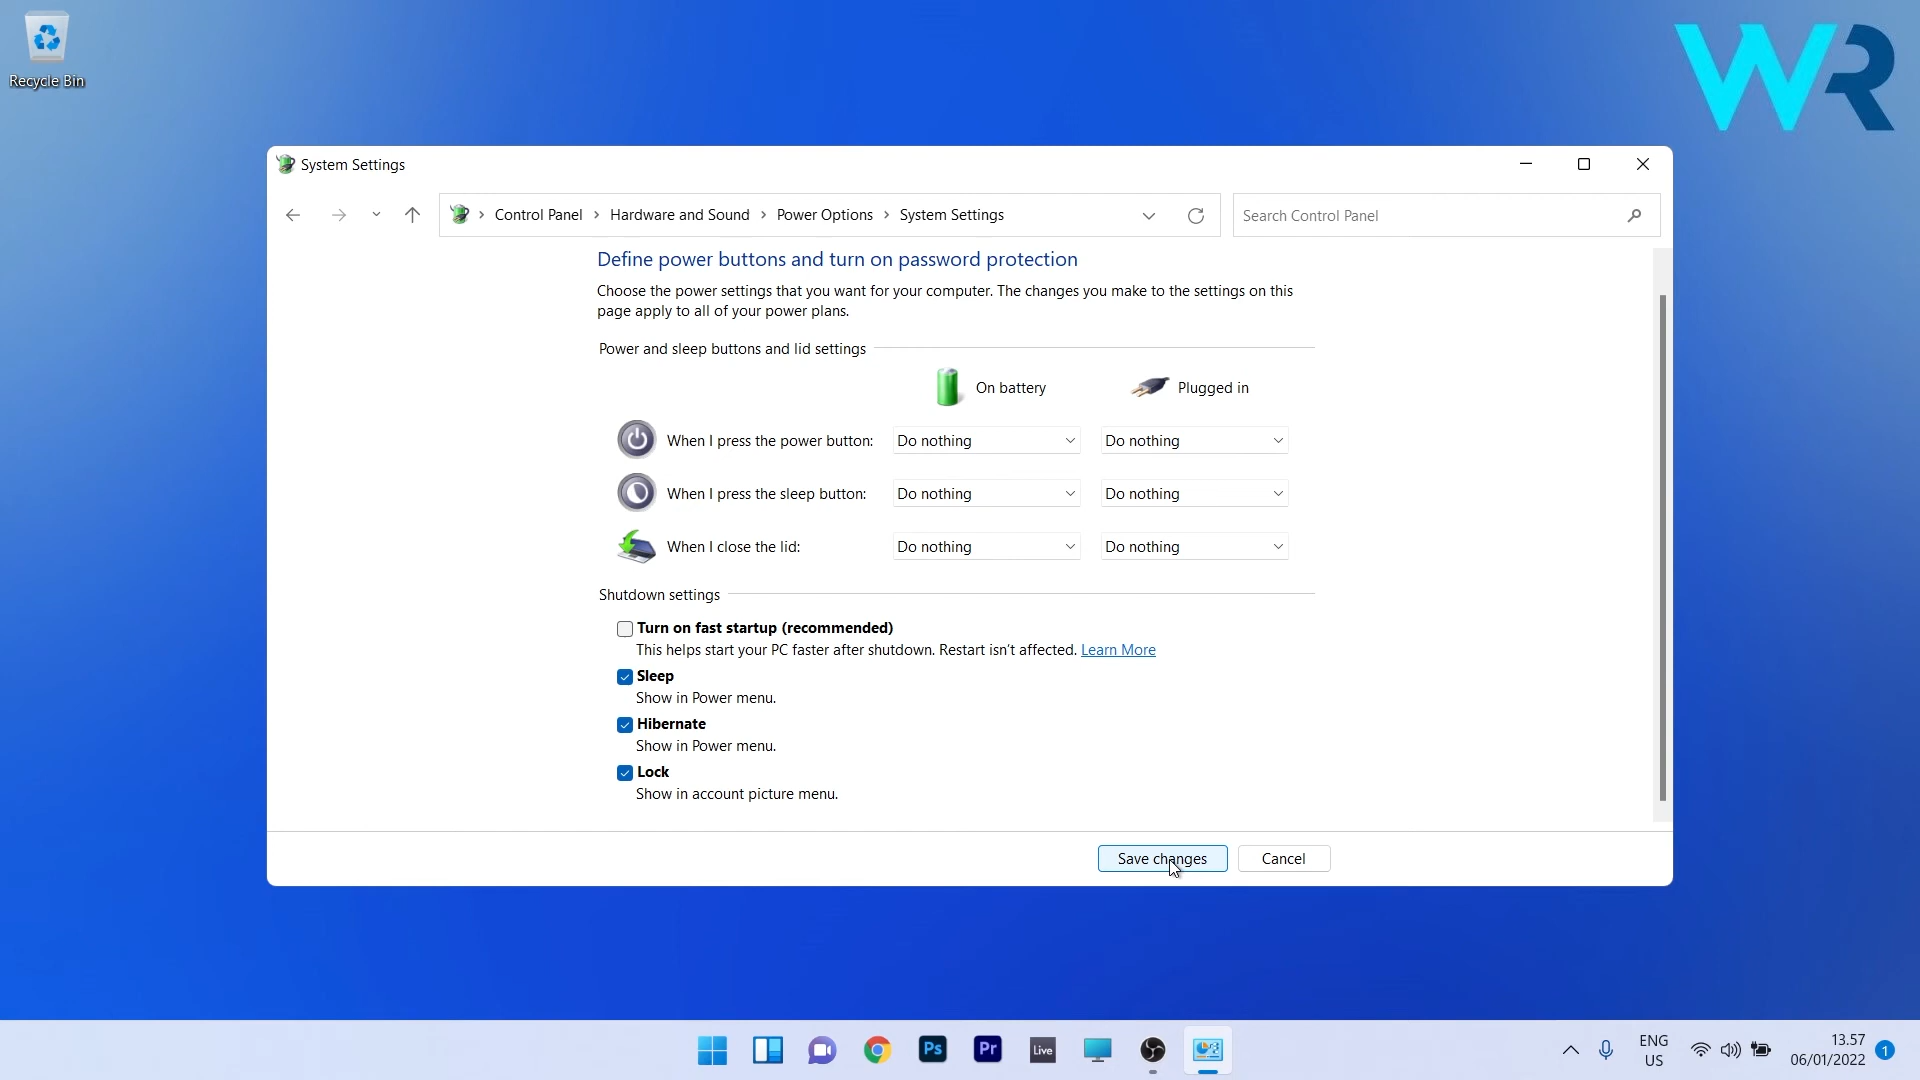 Recycle Bin
WR
System Settings
Control Panel > Hardware and Sound > Power Options > System Settings
Search Control Panel
Define power buttons and turn on password protection
Choose the power settings that you want for your computer. The changes you make to the settings on this
page apply to all of your power plans.
Power and sleep buttons and lid settings
On battery Plugged in
When I press the power button: Do nothing Do nothing
When I press the sleep button: Do nothing Do nothing
When I close the lid: Do nothing Do nothing
Shutdown settings
Turn on fast startup (recommended)
This helps start your PC faster after shutdown. Restart isn't affected. Learn More
Sleep
Show in Power menu.
Hibernate
Show in Power menu.
Lock
Show in account picture menu.
Save changes Cancel
Ps Pr Live
ENG
US
13.57
06/01/2022
1